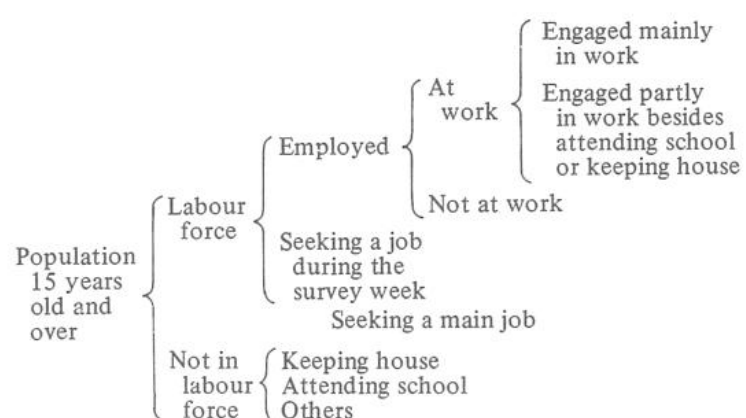 Engaged mainly
in work
At
work
Engaged partly
in work besides
attending school
or keeping house
Employed
Not at work
Labour
force
Seeking a job
during the
survey week
Population
15 years
old and
over
Seeking a main job
Not in
labour
force
Keeping house
Attending school
Others